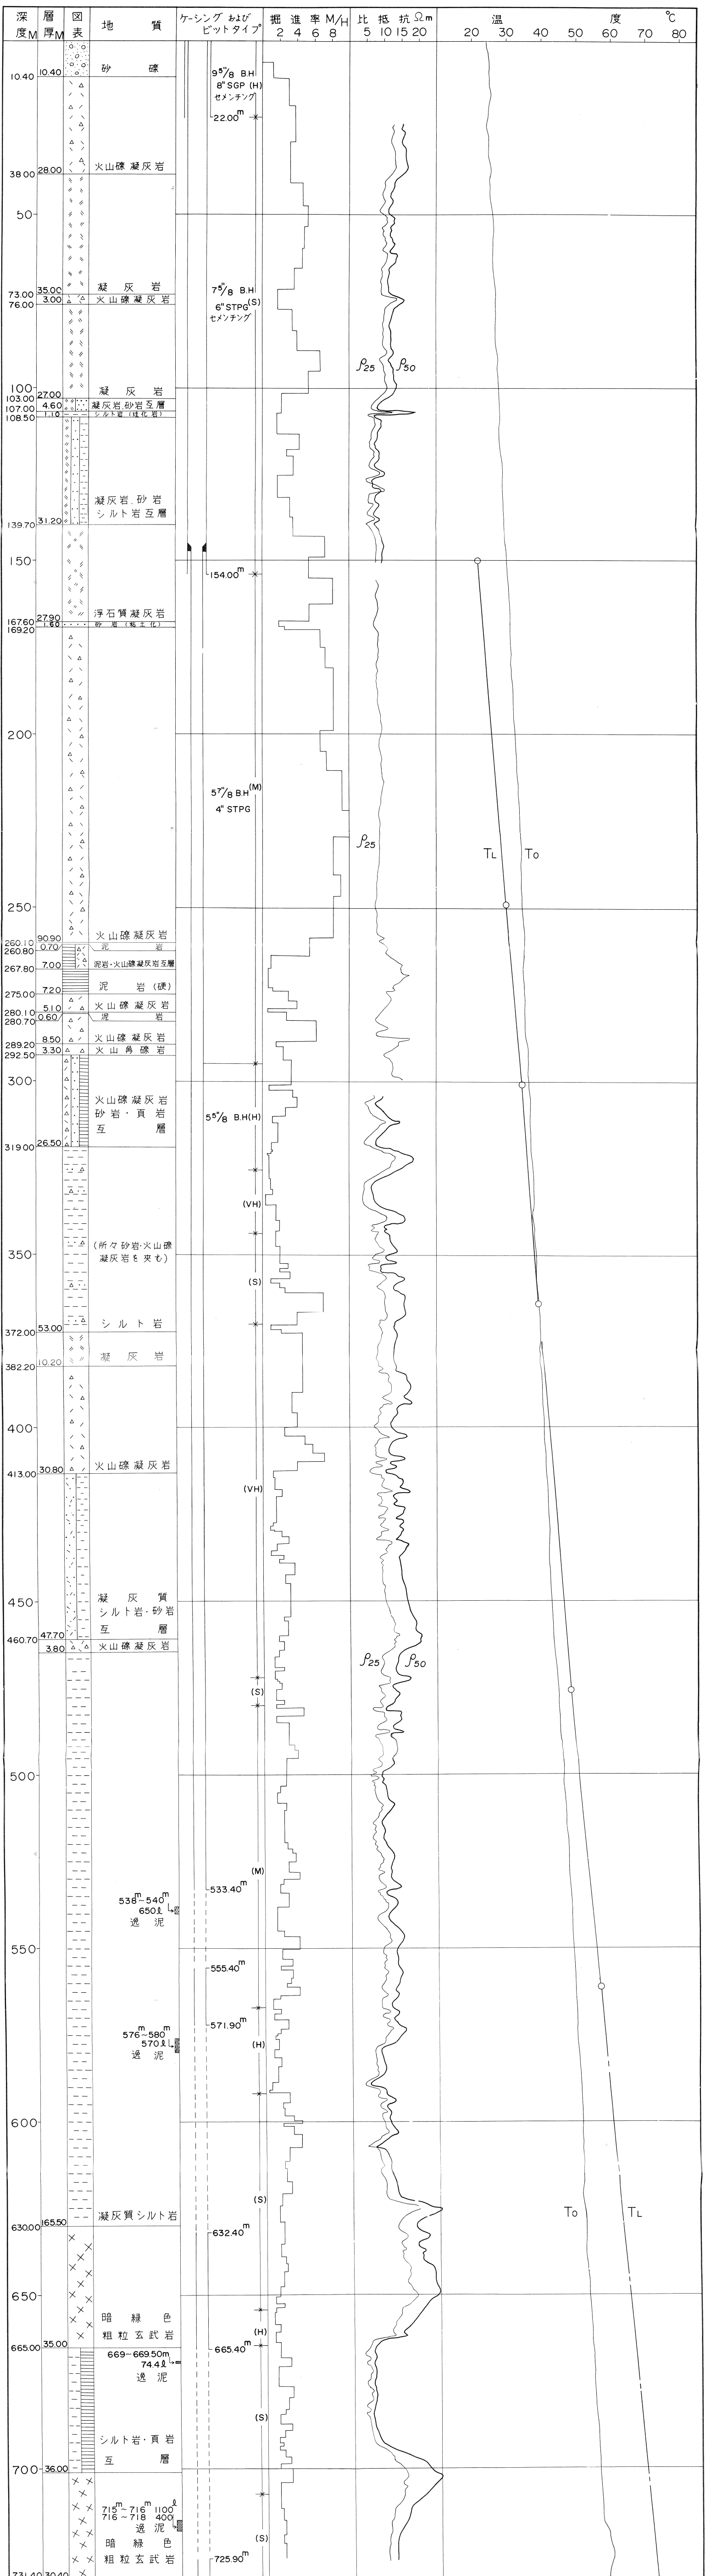 深度M 層厚M 図表 地質 ケーシング および ビットタイプ 掘進率 M/H 比抵抗 Ωm 温度 ℃
2 4 6 8 5 10 15 20 20 30 40 50 60 70 80
10.40 10.40 砂礫
9⅝" B.H
8" SGP (H)
セメンチング
22.00m
38.00 28.00 火山礫凝灰岩
50
73.00 35.00 凝灰岩
7⅝" B.H
76.00 3.00 火山礫凝灰岩
(S)
6" STPG
セメンチング
ρ25 ρ50
100
103.00 27.00 凝灰岩
107.00 4.60 凝灰岩、砂岩互層
108.50 1.10 シルト岩(珪化岩)
凝灰岩、砂岩
139.70 31.20 シルト岩互層
150
154.00m
167.60 27.90 浮石質凝灰岩
169.20 1.60 砂岩(粘土化)
200
5⅞" B.H (M)
4" STPG
ρ25
TL TO
250
260.10 90.90 火山礫凝灰岩
260.80 0.70 泥岩
267.80 7.00 泥岩・火山礫凝灰岩互層
275.00 7.20 泥岩(硬)
280.10 5.10 火山礫凝灰岩
280.70 0.60 泥岩
289.20 8.50 火山礫凝灰岩
292.50 3.30 火山角礫岩
300
火山礫凝灰岩
砂岩・頁岩
5⅝" B.H (H)
319.00 26.50 互層
(VH)
350
(所々砂岩・火山礫
凝灰岩を夾む)
(S)
372.00 53.00 シルト岩
382.20 10.20 凝灰岩
400
413.00 30.80 火山礫凝灰岩
(VH)
450
凝灰質
シルト岩・砂岩
460.70 47.70 互層
3.80 火山礫凝灰岩
ρ25 ρ50
(S)
500
(M)
533.40m
538m~540m
650ℓ
逸泥
550
555.40m
571.90m
576m~580m
570ℓ
逸泥
(H)
600
(S)
630.00 165.50 凝灰質シルト岩
TO TL
632.40m
650
暗緑色
665.00 35.00 粗粒玄武岩
(H)
665.40m
669~669.50m
74.4ℓ
逸泥
(S)
シルト岩・頁岩
互層
700 36.00
715m~716m 1100ℓ
716~718 400
逸泥
(S)
暗緑色
粗粒玄武岩
725.90m
731.40 30.40